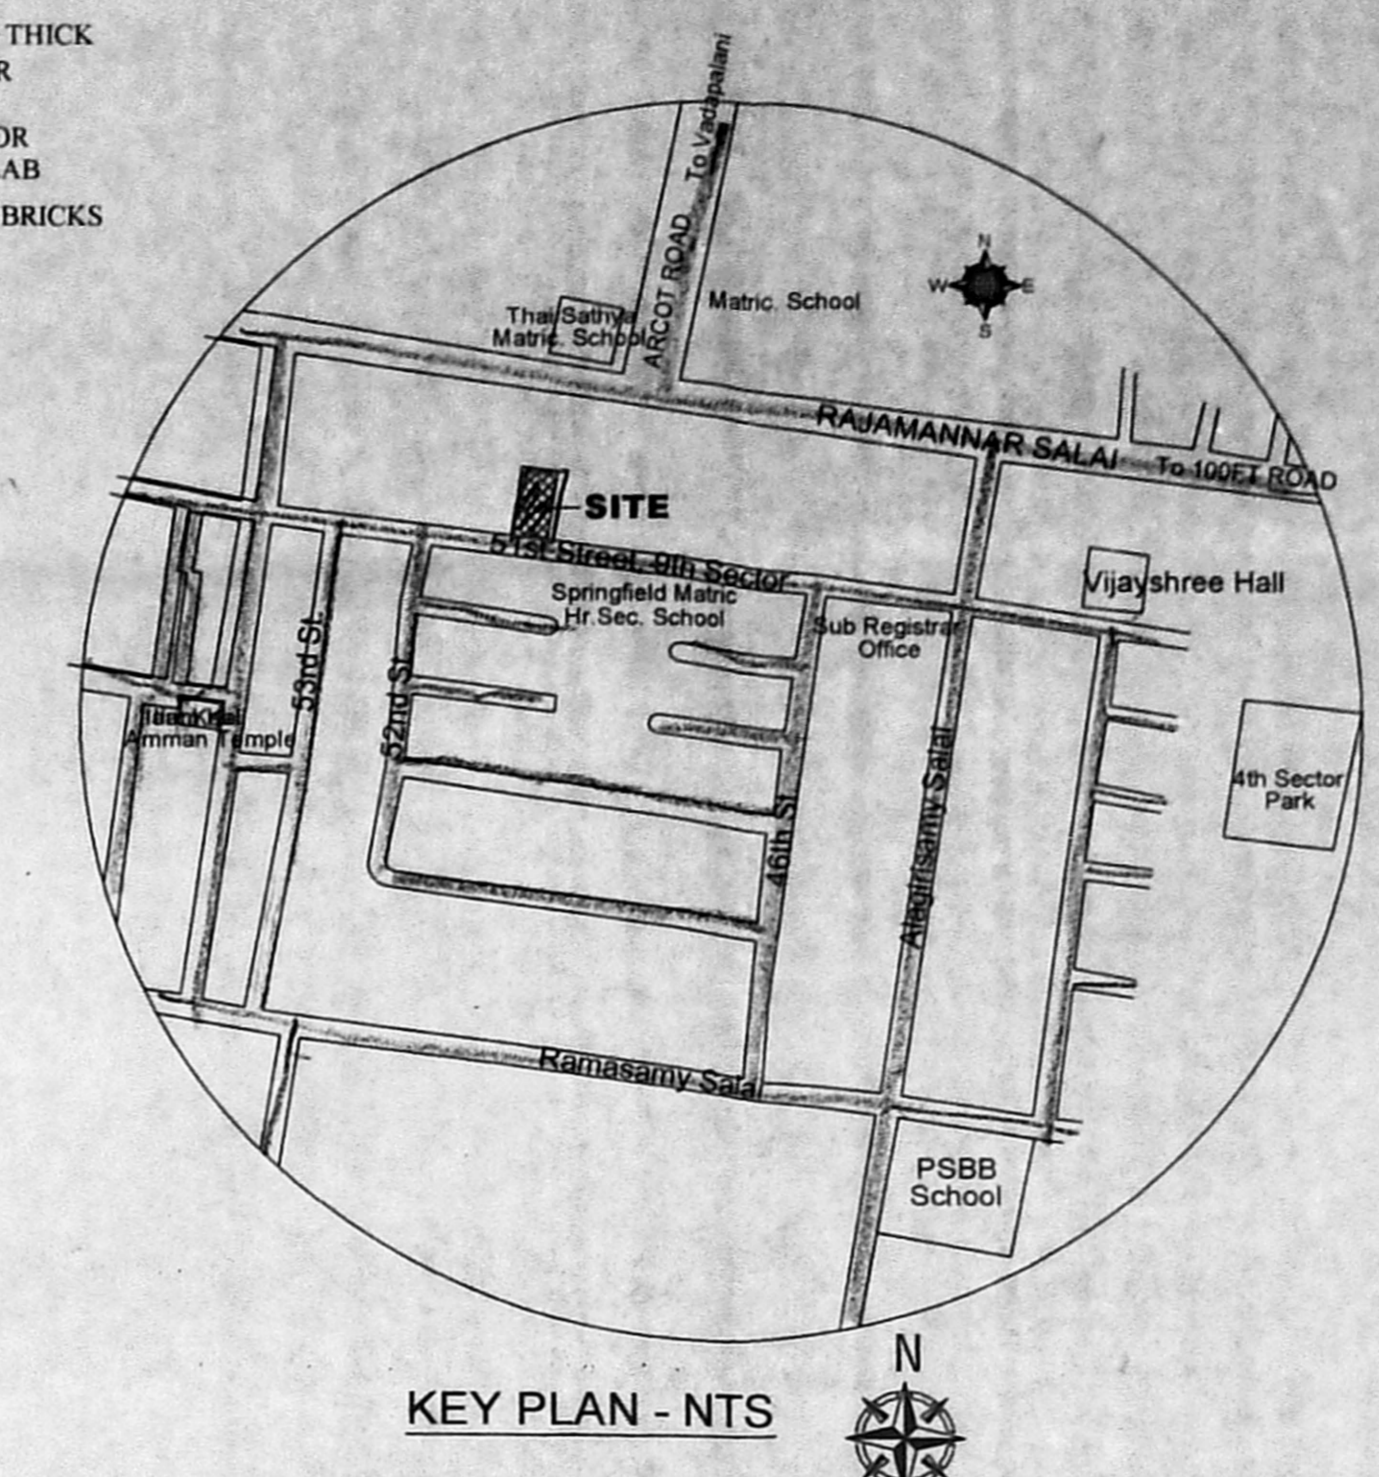 THICK
R
OR
AB
BRICKS
To Vadapalani
ARCOT ROAD
N
W E
S
Matric. School
Thai Sathya
Matric. School
RAJAMANNAR SALAI
To 100FT ROAD
SITE
51st Street, 9th Sector
Springfield Matric
Hr.Sec. School
Vijayshree Hall
Sub Registrar
Office
53rd St.
52nd St.
Amman Temple
46th St.
Alagirisamy Salai
4th Sector
Park
Ramasamy Salai
PSBB
School
N
KEY PLAN - NTS